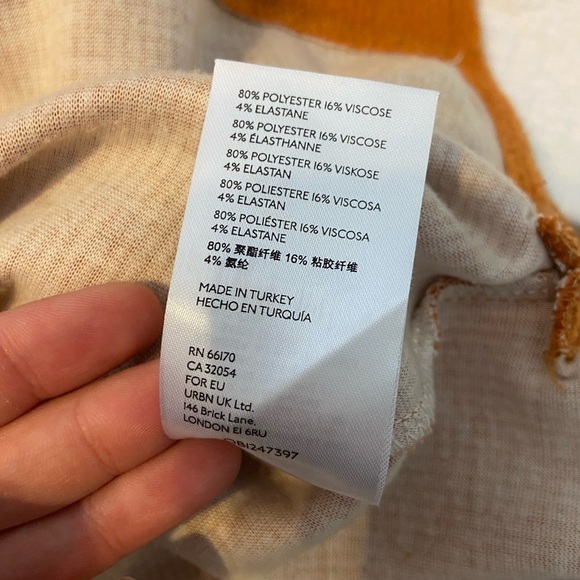 80% POLYESTER 16% VISCOSE
4% ELASTANE
80% POLYESTER 16% VISCOSE
4% ÉLASTHANNE
80% POLYESTER 16% VISKOSE
4% ELASTAN
80% POLIESTERE 16% VISCOSA
4% ELASTAN
80% POLIÉSTER 16% VISCOSA
4% ELASTANE
80% 聚酯纤维 16% 粘胶纤维
4% 氨纶
MADE IN TURKEY
HECHO EN TURQUÍA
RN 66170
CA 32054
FOR EU
URBN UK Ltd.
146 Brick Lane.
LONDON E1 6RU
B1247397